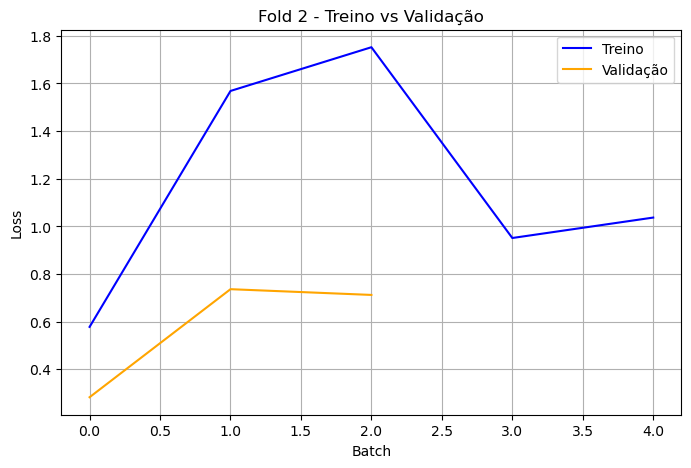 Fold 2 - Treino vs Validação
Treino
Validação
Loss
1.8
1.6
1.4
1.2
1.0
0.8
0.6
0.4
0.0 0.5 1.0 1.5 2.0 2.5 3.0 3.5 4.0
Batch